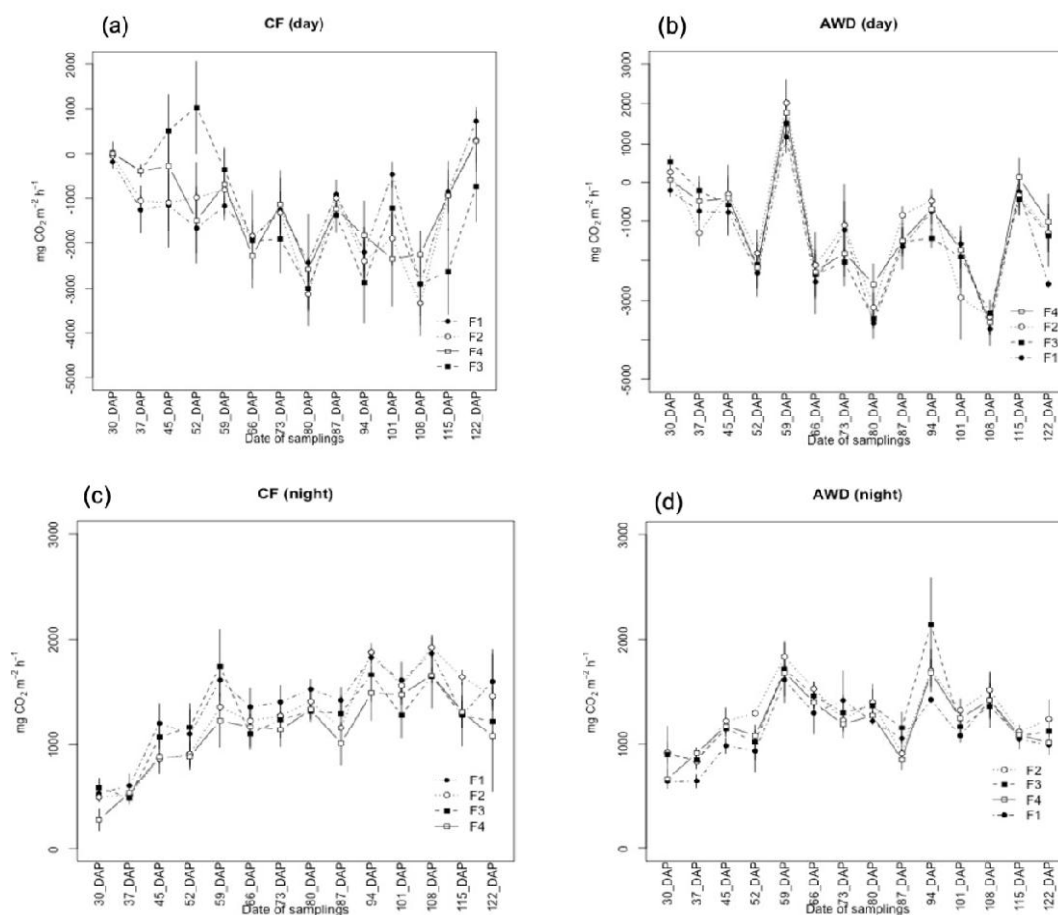 (a)
CF (day)
mg CO₂ m⁻² h⁻¹
2000
1000
0
-1000
-2000
-3000
-4000
-5000
F1
F2
F4
F3
30_DAP
37_DAP
45_DAP
52_DAP
59_DAP
66_DAP
73_DAP
80_DAP
87_DAP
94_DAP
101_DAP
108_DAP
115_DAP
122_DAP
Date of samplings
(b)
AWD (day)
mg CO₂ m⁻² h⁻¹
3000
2000
1000
0
-1000
-3000
-5000
F4
F2
F3
F1
30_DAP
37_DAP
45_DAP
52_DAP
59_DAP
66_DAP
73_DAP
80_DAP
87_DAP
94_DAP
101_DAP
108_DAP
115_DAP
122_DAP
Date of samplings
(c)
CF (night)
mg CO₂ m⁻² h⁻¹
3000
2000
1000
0
F1
F2
F3
F4
30_DAP
37_DAP
45_DAP
52_DAP
59_DAP
66_DAP
73_DAP
80_DAP
87_DAP
94_DAP
101_DAP
108_DAP
115_DAP
122_DAP
Date of samplings
(d)
AWD (night)
mg CO₂ m⁻² h⁻¹
3000
2000
1000
0
F2
F3
F4
F1
30_DAP
37_DAP
45_DAP
52_DAP
59_DAP
68_DAP
73_DAP
80_DAP
87_DAP
94_DAP
101_DAP
108_DAP
115_DAP
122_DAP
Date of samplings